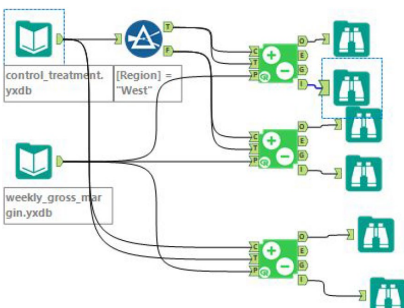 T
F
control_treatment.
yxdb
[Region] =
"West"
C
T
P
O
E
G
I
C
T
P
O
E
G
I
weekly_gross_mar
gin.yxdb
C
T
P
O
E
G
I